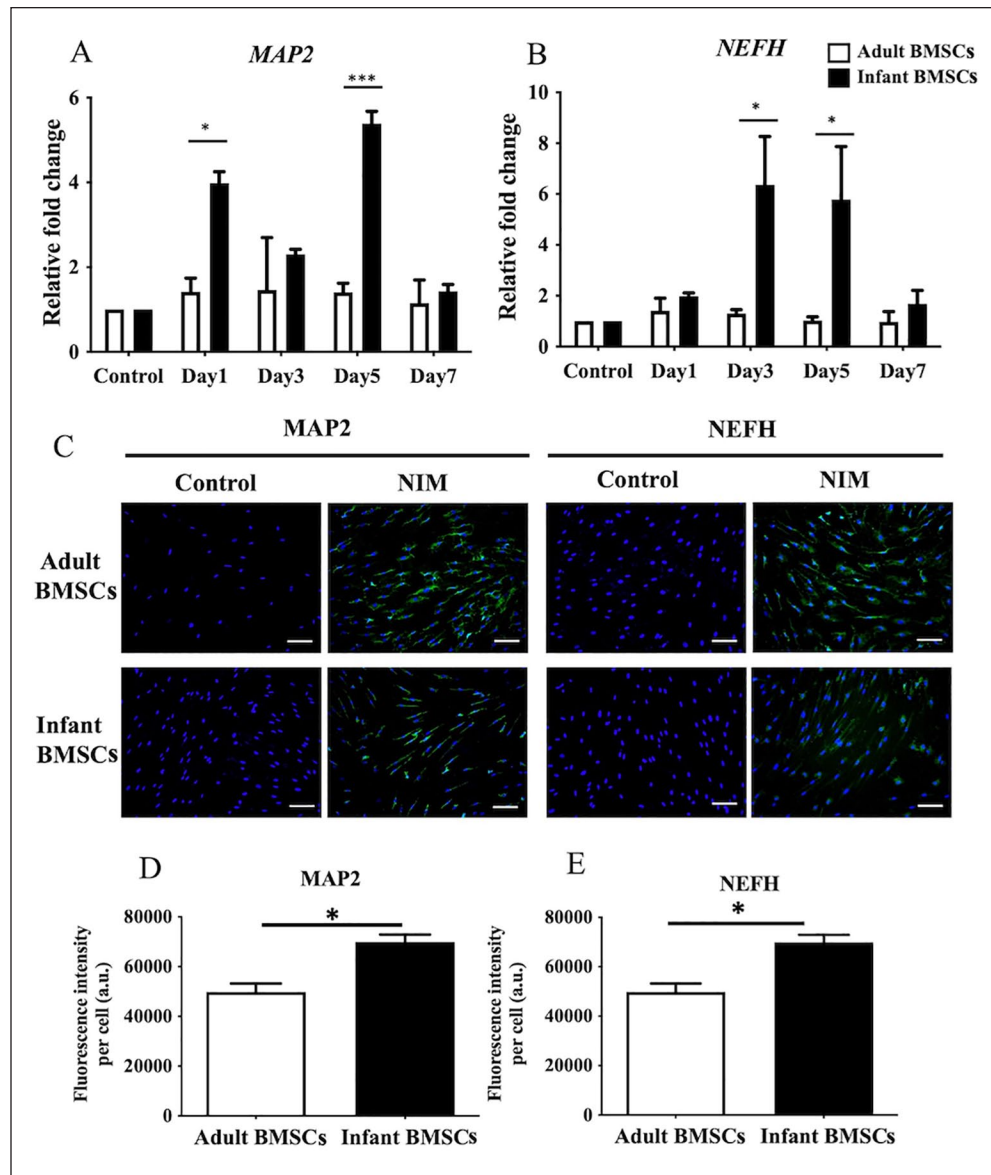 A
MAP2
Relative fold change
6
4
2
0
*
***
Control Day1 Day3 Day5 Day7
B
NEFH
Adult BMSCs
Infant BMSCs
Relative fold change
10
8
6
4
2
0
*
*
Control Day1 Day3 Day5 Day7
C
MAP2 NEFH
Control NIM Control NIM
Adult
BMSCs
Infant
BMSCs
D
MAP2
Fluorescence intensity
per cell (a.u.)
80000
60000
40000
20000
0
*
Adult BMSCs Infant BMSCs
E
NEFH
Fluorescence intensity
per cell (a.u.)
80000
60000
40000
20000
0
*
Adult BMSCs Infant BMSCs